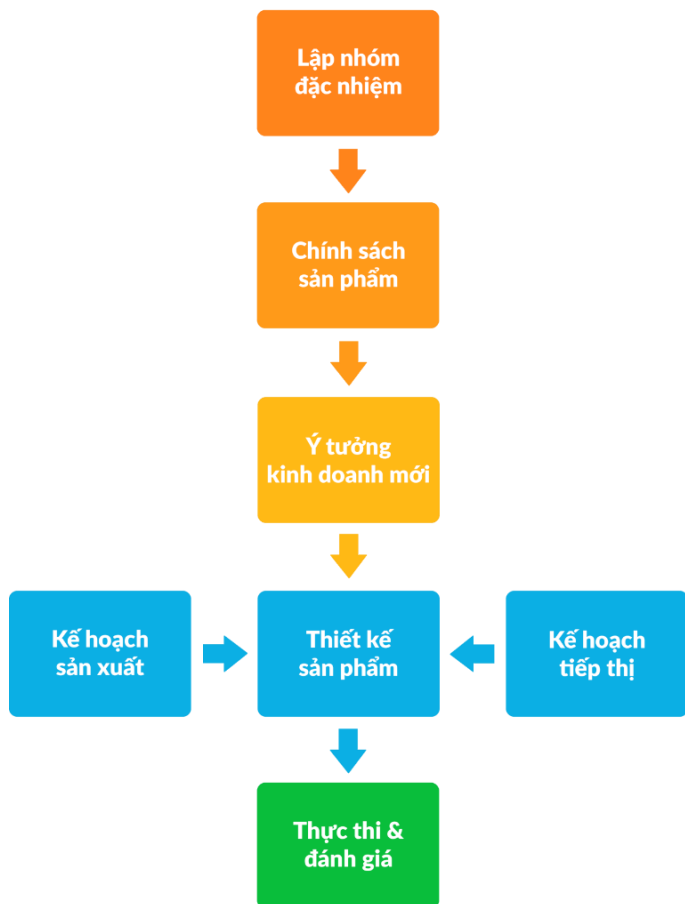 Lập nhóm
đặc nhiệm
Chính sách
sản phẩm
Ý tưởng
kinh doanh mới
Kế hoạch
sản xuất
Thiết kế
sản phẩm
Kế hoạch
tiếp thị
Thực thi &
đánh giá